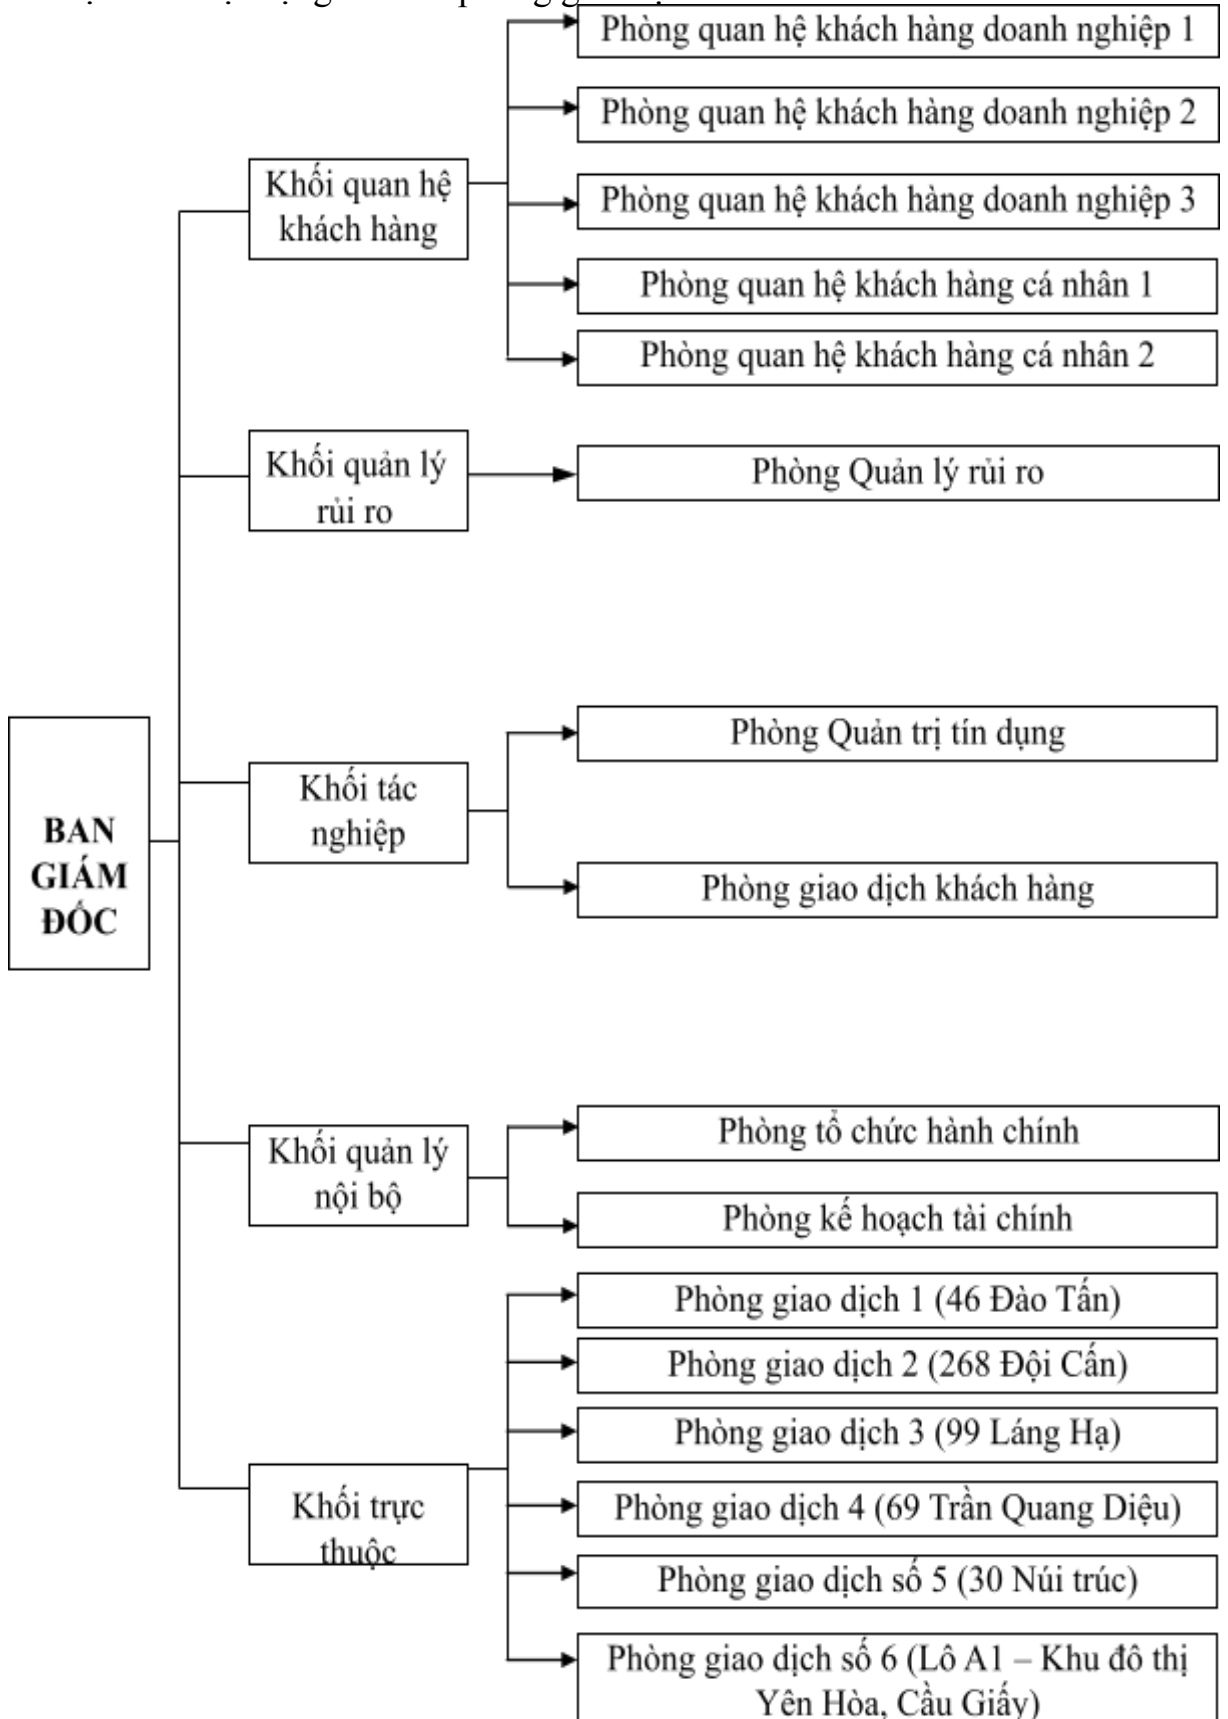 Phòng quan hệ khách hàng doanh nghiệp 1
Phòng quan hệ khách hàng doanh nghiệp 2
Khối quan hệ
khách hàng
Phòng quan hệ khách hàng doanh nghiệp 3
Phòng quan hệ khách hàng cá nhân 1
Phòng quan hệ khách hàng cá nhân 2
Khối quản lý
rủi ro
Phòng Quản lý rủi ro
BAN
GIÁM
ĐỐC
Khối tác
nghiệp
Phòng Quản trị tín dụng
Phòng giao dịch khách hàng
Khối quản lý
nội bộ
Phòng tổ chức hành chính
Phòng kế hoạch tài chính
Khối trực
thuộc
Phòng giao dịch 1 (46 Đào Tấn)
Phòng giao dịch 2 (268 Đội Cấn)
Phòng giao dịch 3 (99 Láng Hạ)
Phòng giao dịch 4 (69 Trần Quang Diệu)
Phòng giao dịch số 5 (30 Núi trúc)
Phòng giao dịch số 6 (Lô A1 – Khu đô thị
Yên Hòa, Cầu Giấy)